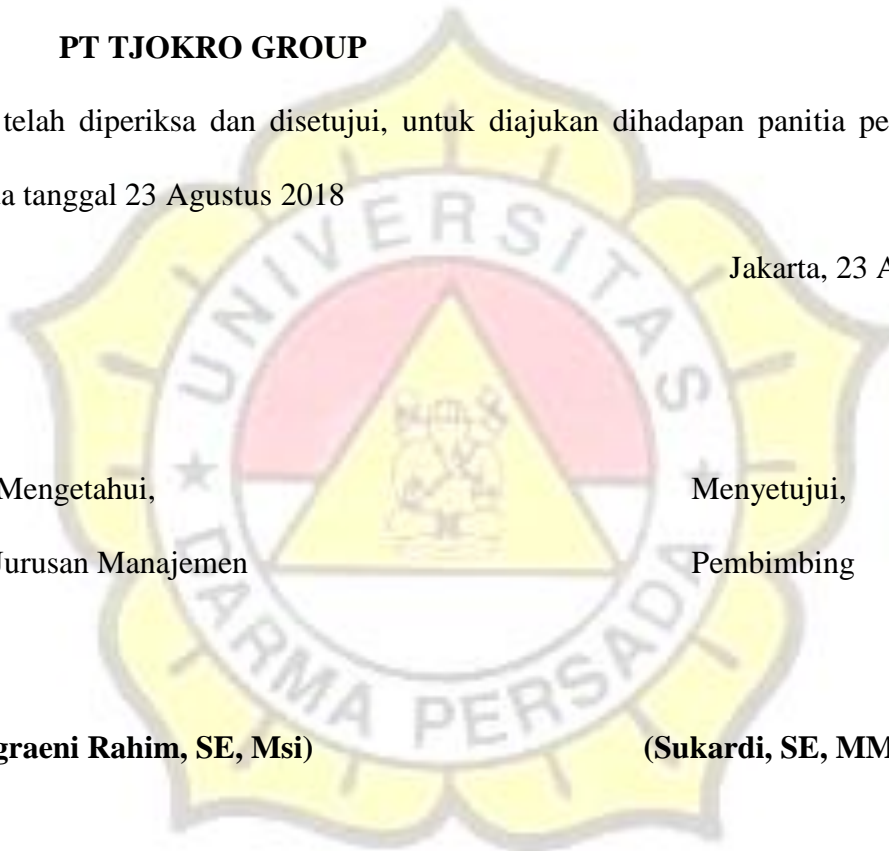 PT TJOKRO GROUP
telah diperiksa dan disetujui, untuk diajukan dihadapan panitia pe
a tanggal 23 Agustus 2018
Jakarta, 23 A
Mengetahui,
Menyetujui,
Jurusan Manajemen
Pembimbing
graeni Rahim, SE, Msi)
(Sukardi, SE, MM
UNIVERSITAS
DARMA PERSADA